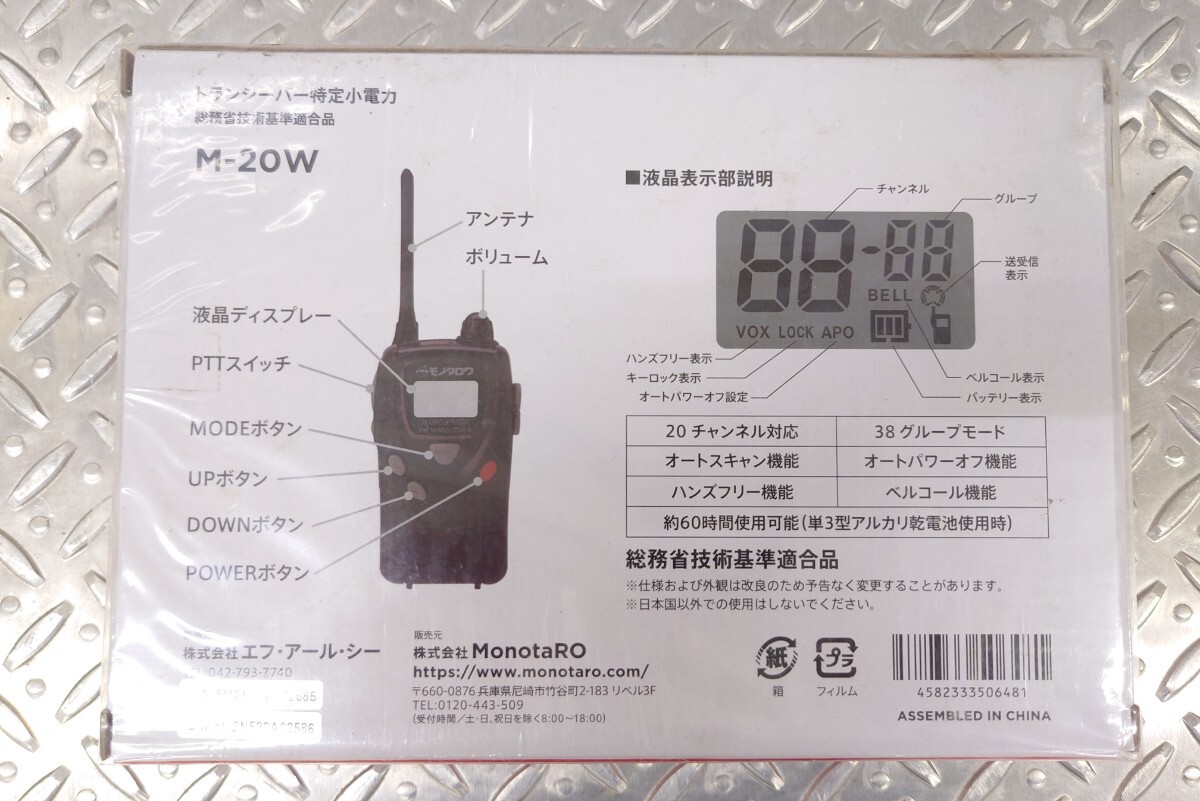 トランシーバー特定小電力
総務省技術基準適合品
M-20W
アンテナ
ボリューム
液晶ディスプレー
PTTスイッチ
MODEボタン
UPボタン
DOWNボタン
POWERボタン
モノタロウ
■液晶表示部説明
チャンネル
グループ
送受信
表示
88-88
BELL
VOX LOCK APO
ハンズフリー表示
キーロック表示
オートパワーオフ設定
ベルコール表示
バッテリー表示
20 チャンネル対応 38 グループモード
オートスキャン機能 オートパワーオフ機能
ハンズフリー機能 ベルコール機能
約60時間使用可能(単3型アルカリ乾電池使用時)
総務省技術基準適合品
※仕様および外観は改良のため予告なく変更することがあります。
※日本国以外での使用はしないでください。
株式会社 エフ・アール・シー
TEL:042-793-7740
販売元
株式会社 MonotaRO
https://www.monotaro.com/
〒660-0876 兵庫県尼崎市竹谷町2-183 リベル3F
TEL:0120-443-509
(受付時間/土・日、祝日を除く8:00~18:00)
紙
箱
プラ
フィルム
4582333506481
ASSEMBLED IN CHINA